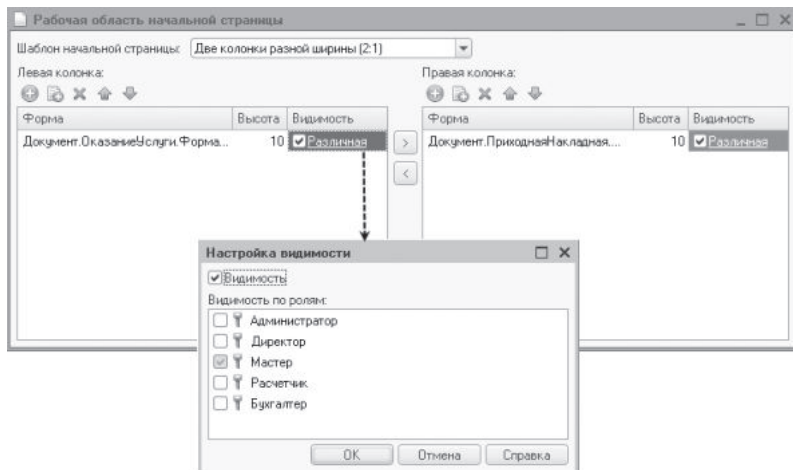 Рабочая область начальной страницы
Шаблон начальной страницы: Две колонки разной ширины (2:1)
Левая колонка:
Форма Высота Видимость
Документ.ОказаниеУслуги.Форма... 10 Различная
Правая колонка:
Форма Высота Видимость
Документ.ПриходнаяНакладная.... 10 Различная
Настройка видимости
Видимость
Видимость по ролям:
Администратор
Директор
Мастер
Расчетчик
Бухгалтер
OK Отмена Справка